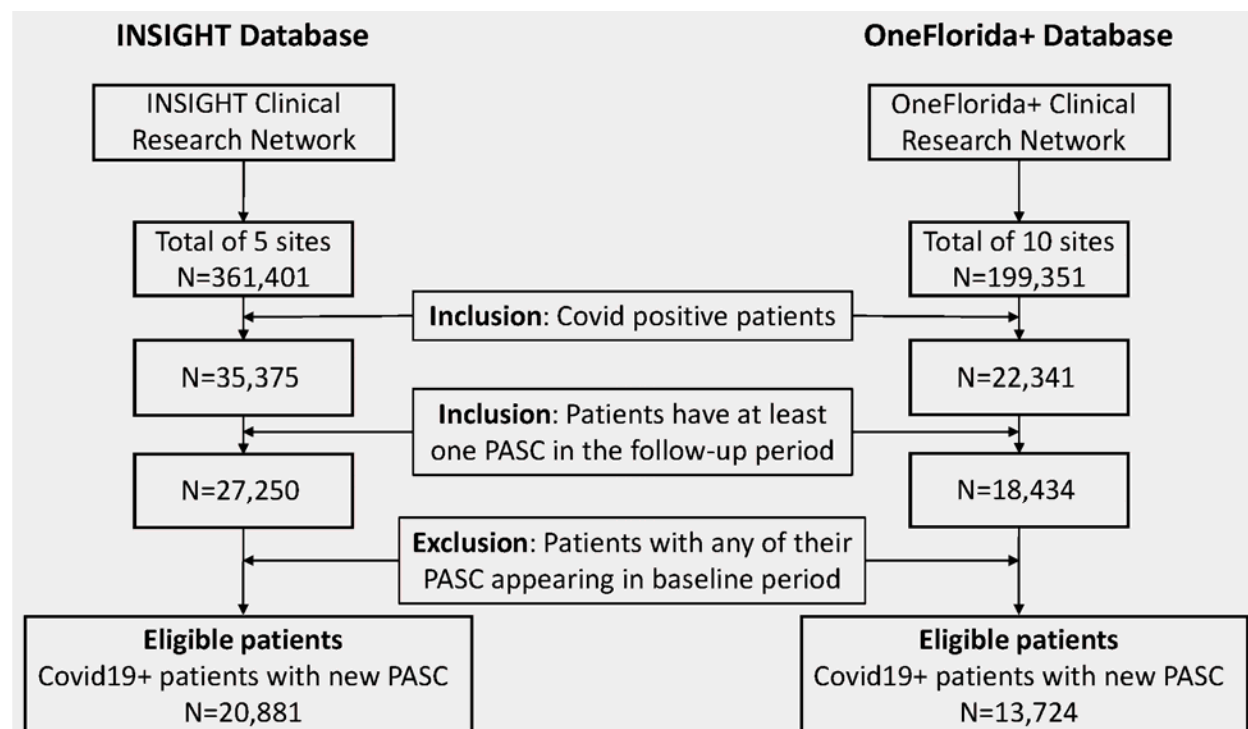 INSIGHT Database
OneFlorida+ Database
INSIGHT Clinical
Research Network
OneFlorida+ Clinical
Research Network
Total of 5 sites
N=361,401
Total of 10 sites
N=199,351
Inclusion: Covid positive patients
N=35,375
N=22,341
Inclusion: Patients have at least
one PASC in the follow-up period
N=27,250
N=18,434
Exclusion: Patients with any of their
PASC appearing in baseline period
Eligible patients
Covid19+ patients with new PASC
N=20,881
Eligible patients
Covid19+ patients with new PASC
N=13,724